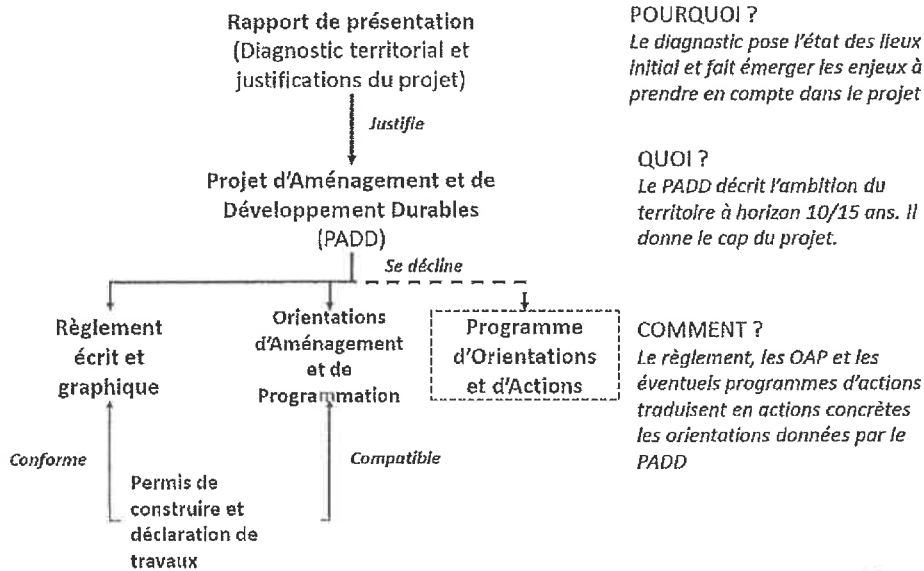 Rapport de présentation
(Diagnostic territorial et
justifications du projet)
POURQUOI ?
Le diagnostic pose l'état des lieux
initial et fait émerger les enjeux à
prendre en compte dans le projet
Justifie
Projet d'Aménagement et de
Développement Durables
(PADD)
QUOI ?
Le PADD décrit l'ambition du
territoire à horizon 10/15 ans. Il
donne le cap du projet.
Se décline
Règlement
écrit et
graphique
Orientations
d'Aménagement
et de
Programmation
Programme
d'Orientations
et d'Actions
COMMENT ?
Le règlement, les OAP et les
éventuels programmes d'actions
traduisent en actions concrètes
les orientations données par le
PADD
Conforme
Compatible
Permis de
construire et
déclaration de
travaux